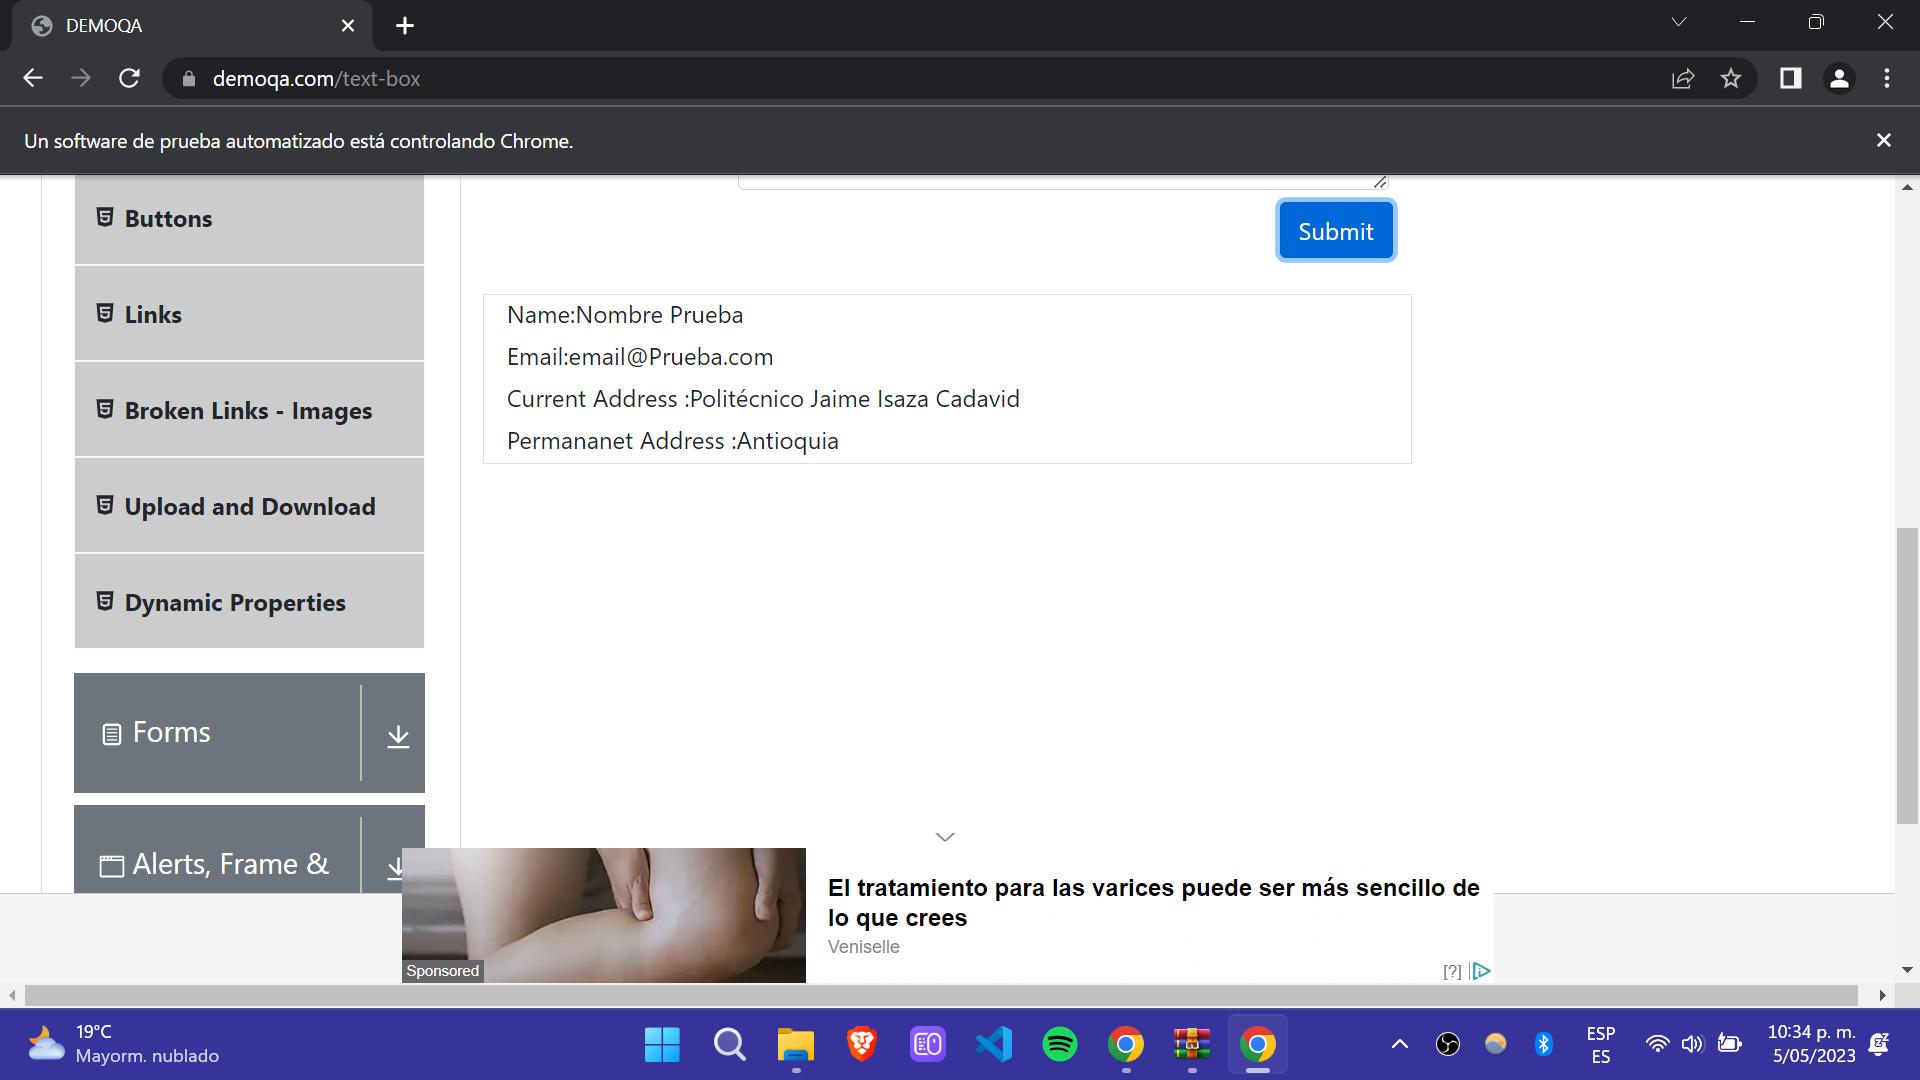 DEMOQA
demoqa.com/text-box
Un software de prueba automatizado está controlando Chrome.
Buttons
Links
Broken Links - Images
Upload and Download
Dynamic Properties
Forms
Alerts, Frame &
Submit
Name:Nombre Prueba
Email:email@Prueba.com
Current Address :Politécnico Jaime Isaza Cadavid
Permananet Address :Antioquia
El tratamiento para las varices puede ser más sencillo de
lo que crees
Veniselle
Sponsored
[?]
19°C
Mayorm. nublado
ESP
ES
10:34 p. m.
5/05/2023